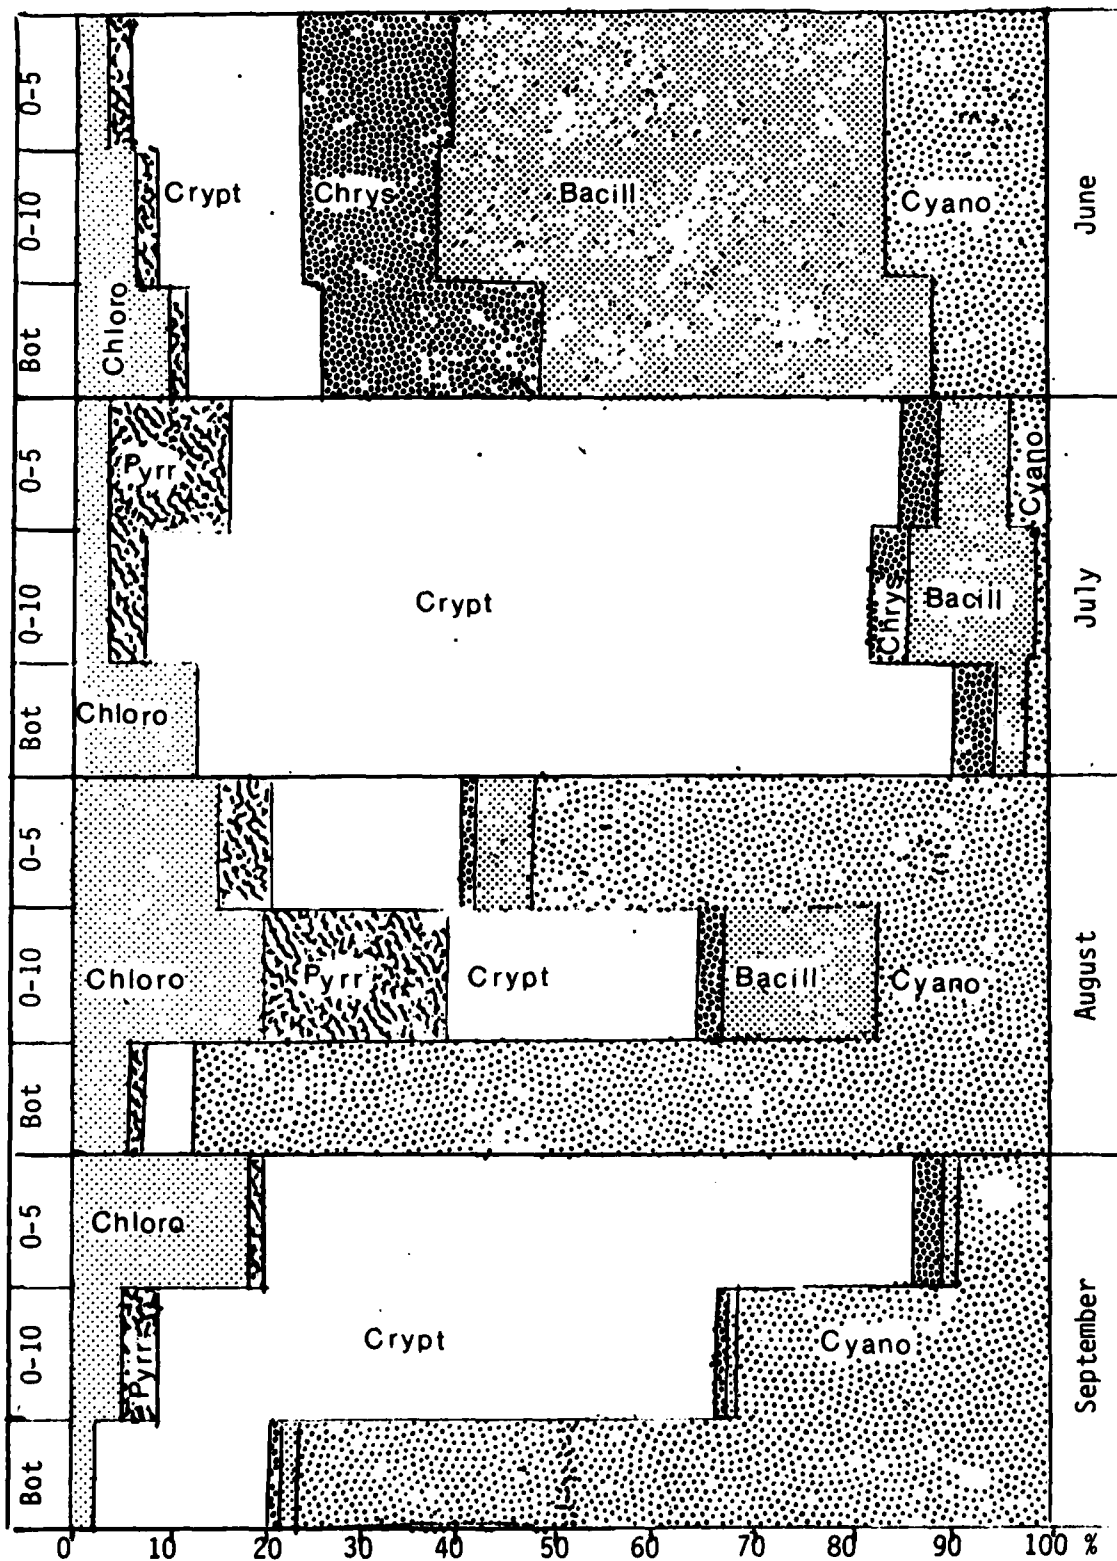 0-5
0-10
Bot
Crypt
Chrys
Bacill
Cyano
Chloro
June
0-5
0-10
Bot
Pyrr
Cyano
Crypt
Chrys
Bacill
Chloro
July
0-5
0-10
Bot
Chloro
Pyrr
Crypt
Bacill
Cyano
August
0-5
0-10
Bot
Chloro
Pyrr
Crypt
Cyano
September
0 10 20 30 40 50 60 70 80 90 100 %